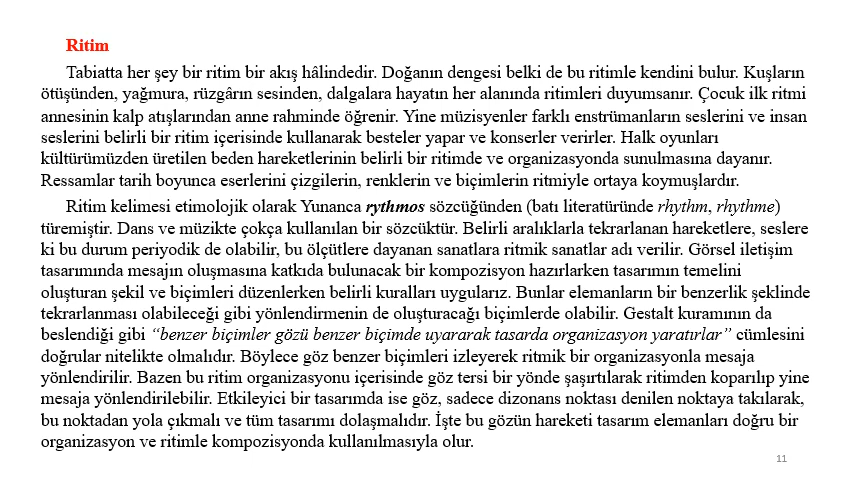 Ritim
Tabiatta her şey bir ritim bir akış hâlindedir. Doğanın dengesi belki de bu ritimle kendini bulur. Kuşların
ötüşünden, yağmura, rüzgârın sesinden, dalgalara hayatın her alanında ritimleri duyumsanır. Çocuk ilk ritmi
annesinin kalp atışlarından anne rahminde öğrenir. Yine müzisyenler farklı enstrümanların seslerini ve insan
seslerini belirli bir ritim içerisinde kullanarak besteler yapar ve konserler verirler. Halk oyunları
kültürümüzden üretilen beden hareketlerinin belirli bir ritimde ve organizasyonda sunulmasına dayanır.
Ressamlar tarih boyunca eserlerini çizgilerin, renklerin ve biçimlerin ritmiyle ortaya koymuşlardır.
Ritim kelimesi etimolojik olarak Yunanca rythmos sözcüğünden (batı literatüründe rhythm, rhythme)
türemiştir. Dans ve müzikte çokça kullanılan bir sözcüktür. Belirli aralıklarla tekrarlanan hareketlere, seslere
ki bu durum periyodik de olabilir, bu ölçütlere dayanan sanatlara ritmik sanatlar adı verilir. Görsel iletişim
tasarımında mesajın oluşmasına katkıda bulunacak bir kompozisyon hazırlarken tasarımın temelini
oluşturan şekil ve biçimleri düzenlerken belirli kuralları uygularız. Bunlar elemanların bir benzerlik şeklinde
tekrarlanması olabileceği gibi yönlendirmenin de oluşturacağı biçimlerde olabilir. Gestalt kuramının da
beslendiği gibi “benzer biçimler gözü benzer biçimde uyararak tasarda organizasyon yaratırlar” cümlesini
doğrular nitelikte olmalıdır. Böylece göz benzer biçimleri izleyerek ritmik bir organizasyonla mesaja
yönlendirilir. Bazen bu ritim organizasyonu içerisinde göz tersi bir yönde şaşırtılarak ritimden koparılıp yine
mesaja yönlendirilebilir. Etkileyici bir tasarımda ise göz, sadece dizonans noktası denilen noktaya takılarak,
bu noktadan yola çıkmalı ve tüm tasarımı dolaşmalıdır. İşte bu gözün hareketi tasarım elemanları doğru bir
organizasyon ve ritimle kompozisyonda kullanılmasıyla olur.
11